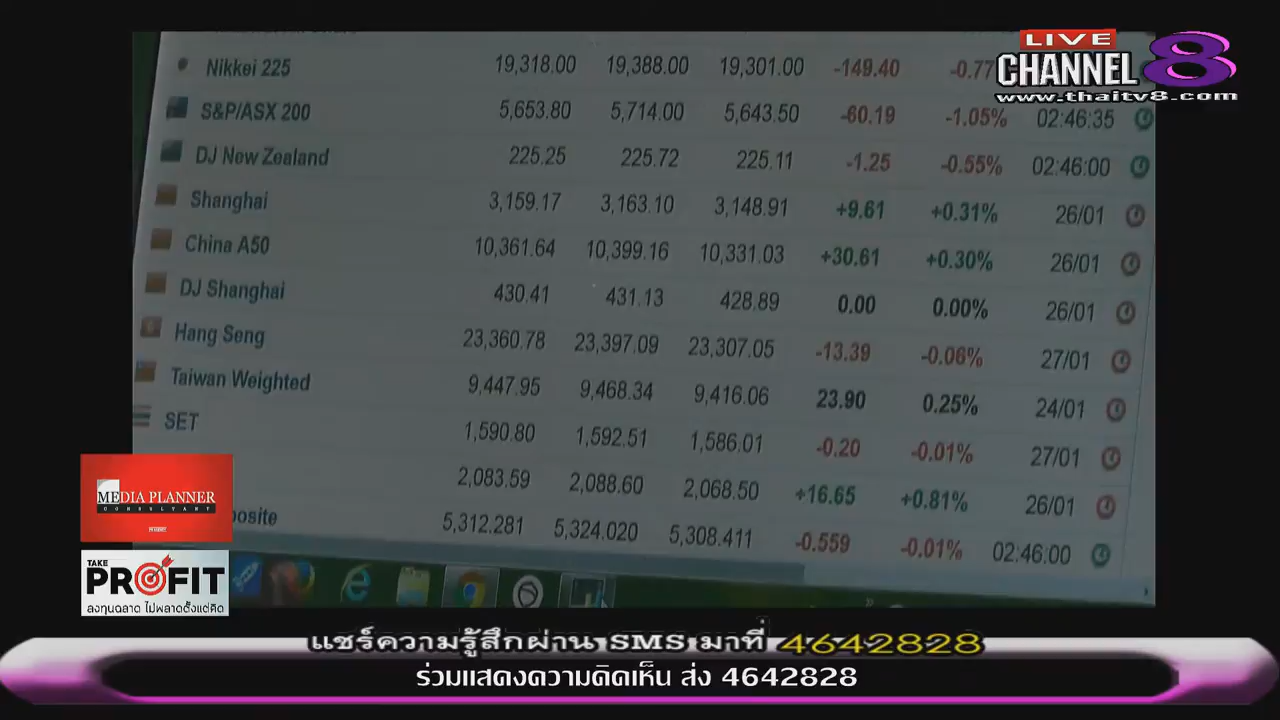 Nikkei 225 19,318.00 19,388.00 19,301.00 -149.40 -0.77
S&P/ASX 200 5,653.80 5,714.00 5,643.50 -60.19 -1.05% 02:46:35
DJ New Zealand 225.25 225.72 225.11 -1.25 -0.55% 02:46:00
Shanghai 3,159.17 3,163.10 3,148.91 +9.61 +0.31% 26/01
China A50 10,361.64 10,399.16 10,331.03 +30.61 +0.30% 26/01
DJ Shanghai 430.41 431.13 428.89 0.00 0.00% 26/01
Hang Seng 23,360.78 23,397.09 23,307.05 -13.39 -0.06% 27/01
Taiwan Weighted 9,447.95 9,468.34 9,416.06 23.90 0.25% 24/01
SET 1,590.80 1,592.51 1,586.01 -0.20 -0.01% 27/01
2,083.59 2,088.60 2,068.50 +16.65 +0.81% 26/01
posite 5,312.281 5,324.020 5,308.411 -0.559 -0.01% 02:46:00
LIVE
CHANNEL 8
www.thaitv8.com
MEDIA PLANNER
CONSULTANT
TAKE
PROFIT
ลงทุนฉลาด ไม่พลาดตั้งแต่คิด
แชร์ความรู้สึกผ่าน SMS มาที่ 4642828
ร่วมแสดงความคิดเห็น ส่ง 4642828